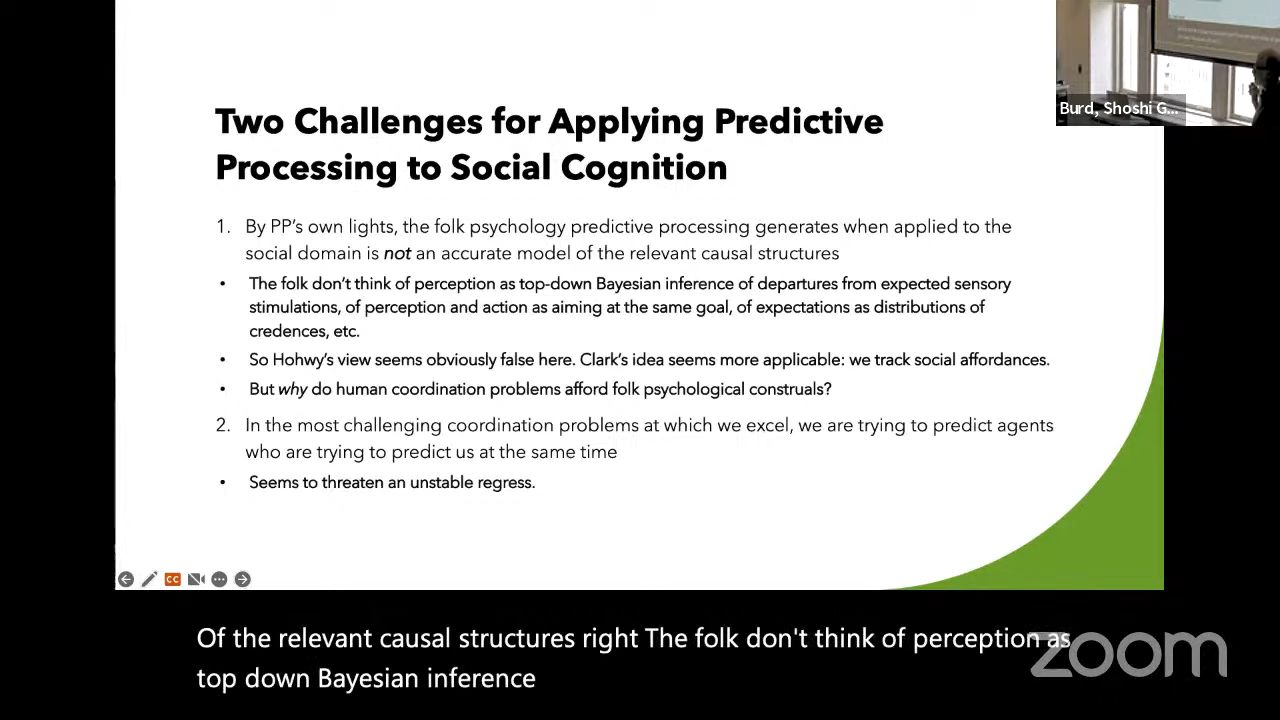 Burd, Shoshi G...
Two Challenges for Applying Predictive
Processing to Social Cognition
1. By PP's own lights, the folk psychology predictive processing generates when applied to the
social domain is not an accurate model of the relevant causal structures
• The folk don't think of perception as top-down Bayesian inference of departures from expected sensory
stimulations, of perception and action as aiming at the same goal, of expectations as distributions of
credences, etc.
• So Hohwy's view seems obviously false here. Clark's idea seems more applicable: we track social affordances.
• But why do human coordination problems afford folk psychological construals?
2. In the most challenging coordination problems at which we excel, we are trying to predict agents
who are trying to predict us at the same time
• Seems to threaten an unstable regress.
CC
Of the relevant causal structures right The folk don't think of perception as
top down Bayesian inference
zoom